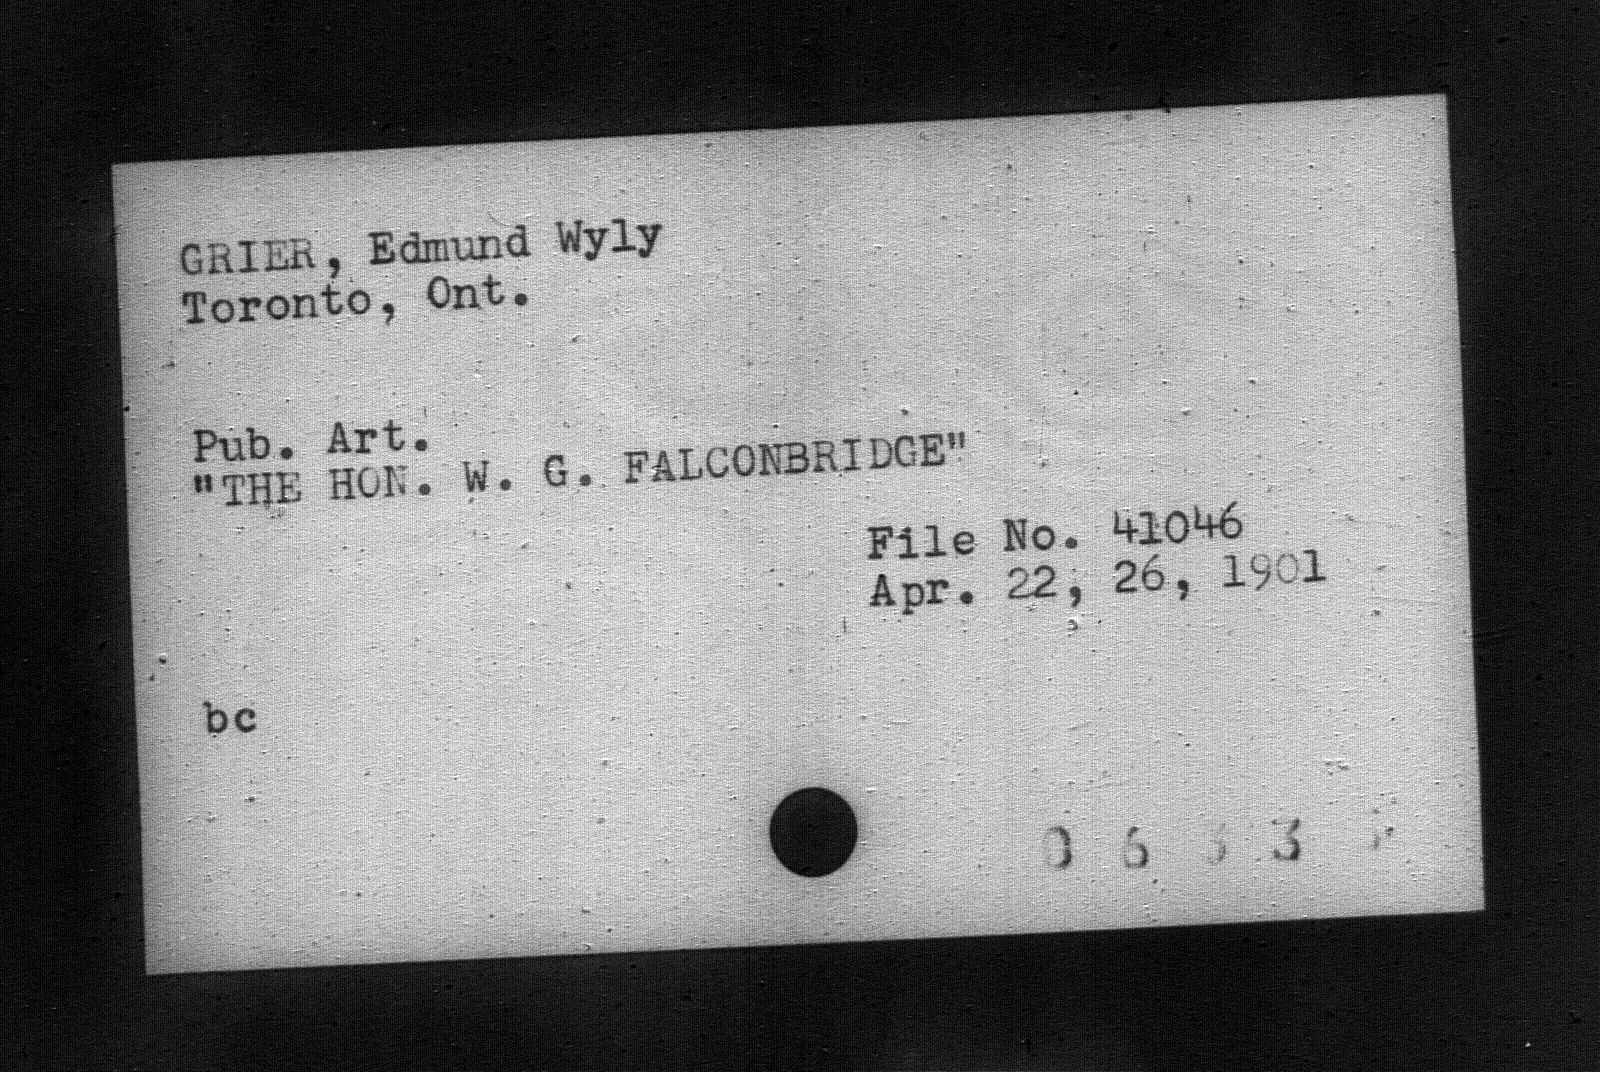 GRIER, Edmund Wyly
Toronto, Ont.
Pub. Art.
"THE HON. W. G. FALCONBRIDGE"
File No. 41046
Apr. 22, 26, 1901
bc